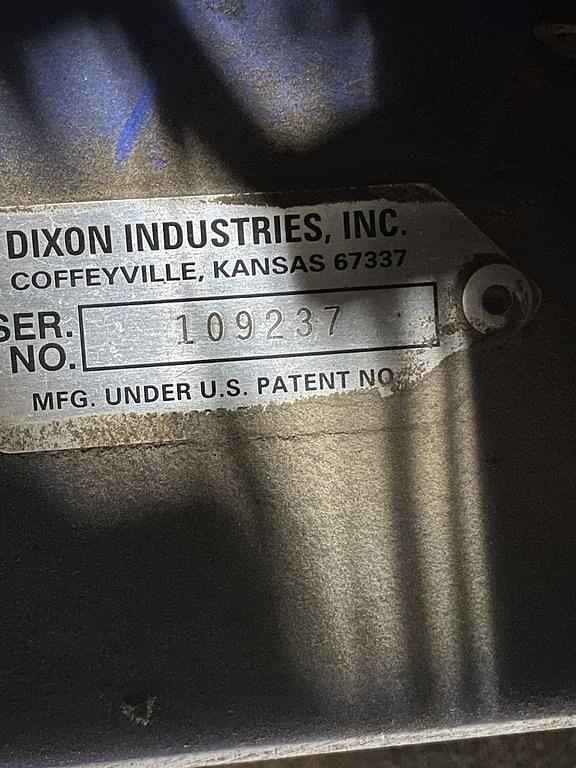 DIXON INDUSTRIES, INC.
COFFEYVILLE, KANSAS 67337
SER. 109237
NO.
MFG. UNDER U.S. PATENT NO.